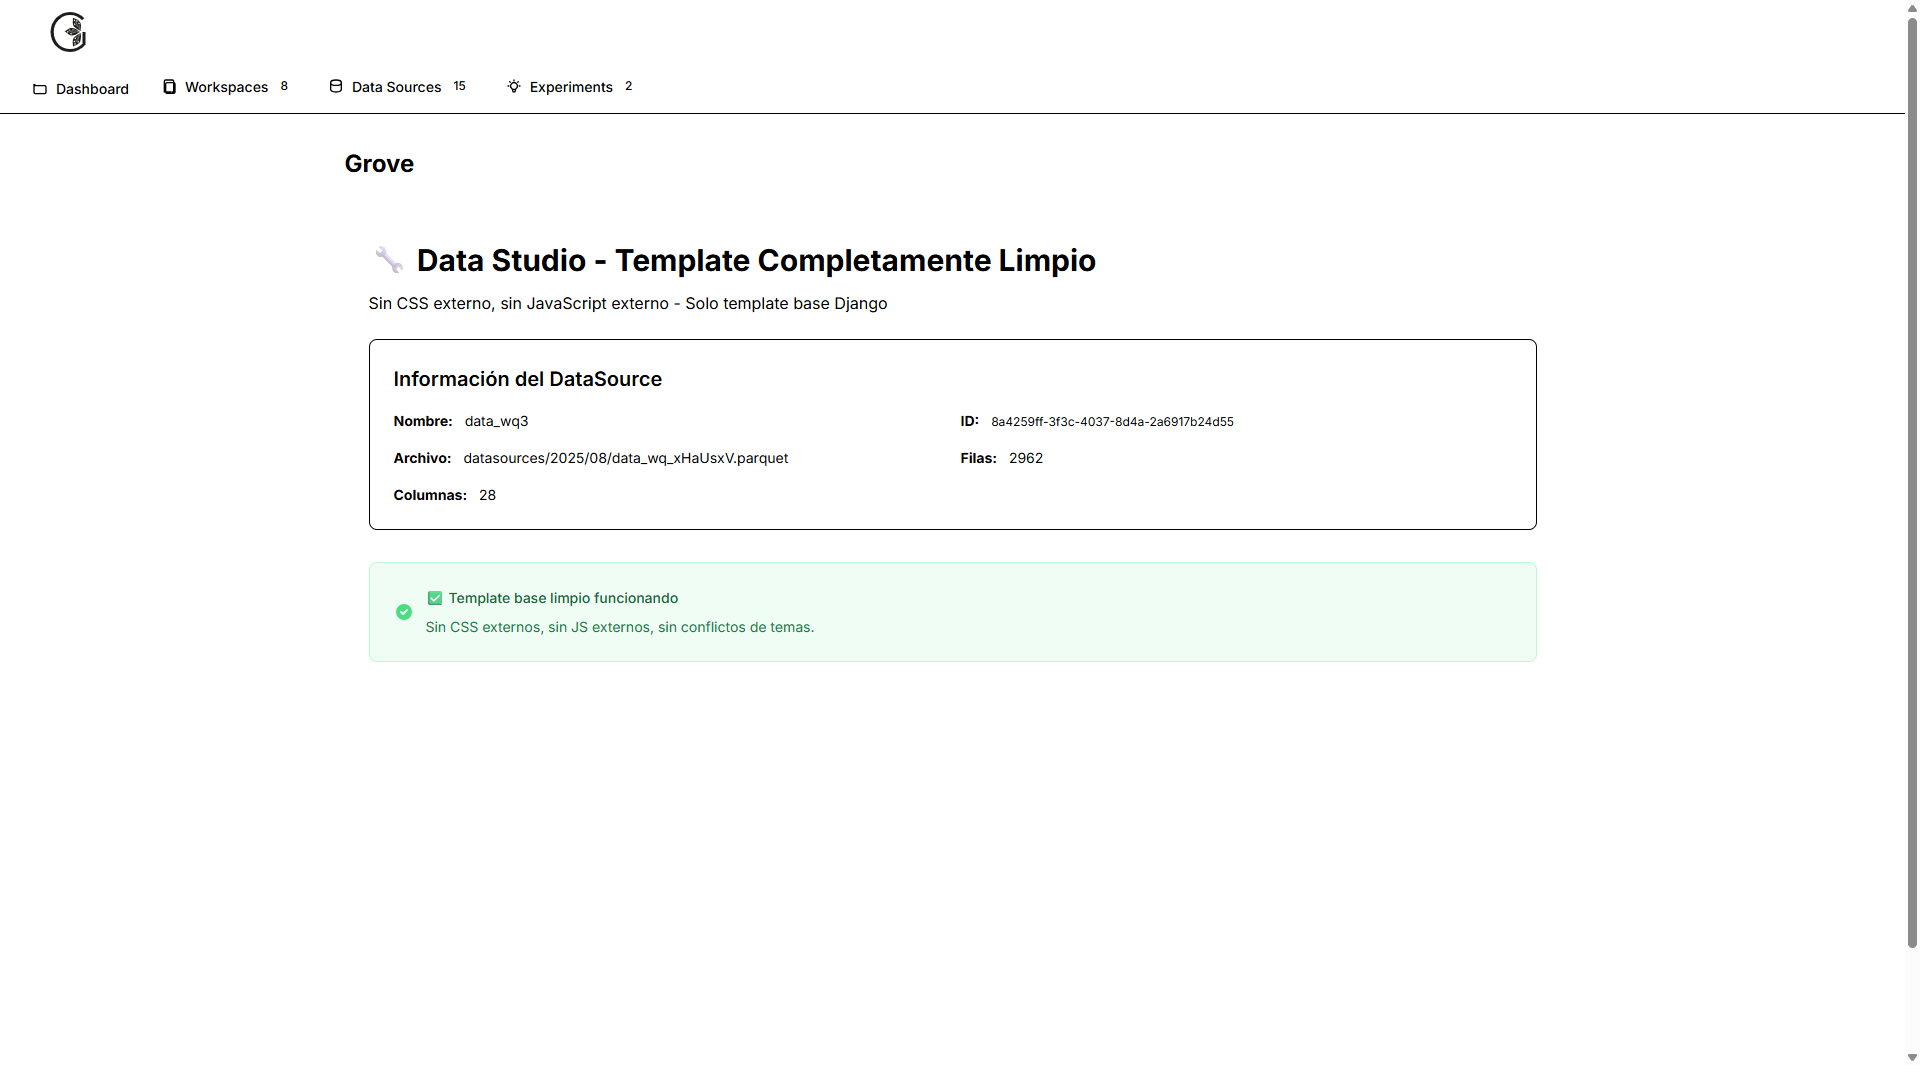 Dashboard Workspaces 8 Data Sources 15 Experiments 2
Grove
Data Studio - Template Completamente Limpio
Sin CSS externo, sin JavaScript externo - Solo template base Django
Información del DataSource
Nombre: data_wq3 ID: 8a4259ff-3f3c-4037-8d4a-2a6917b24d55
Archivo: datasources/2025/08/data_wq_xHaUsxV.parquet Filas: 2962
Columnas: 28
✅ Template base limpio funcionando
Sin CSS externos, sin JS externos, sin conflictos de temas.